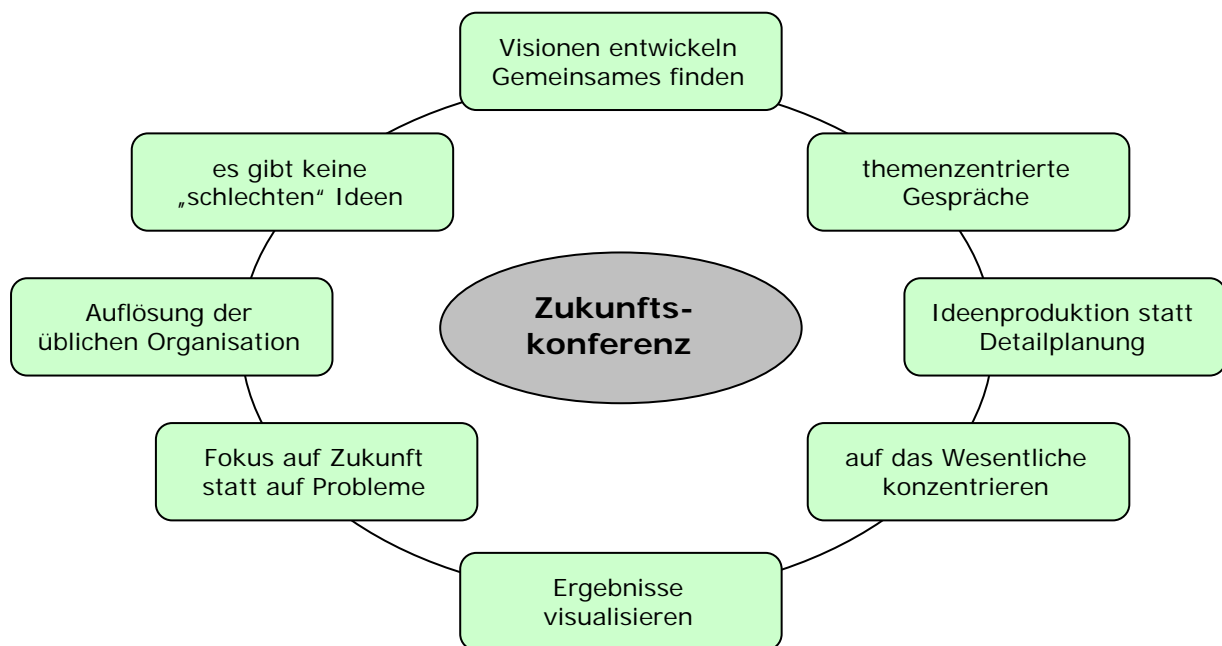 Visionen entwickeln
Gemeinsames finden
es gibt keine
„schlechten“ Ideen
themenzentrierte
Gespräche
Auflösung der
üblichen Organisation
Zukunfts-
konferenz
Ideenproduktion statt
Detailplanung
Fokus auf Zukunft
statt auf Probleme
auf das Wesentliche
konzentrieren
Ergebnisse
visualisieren